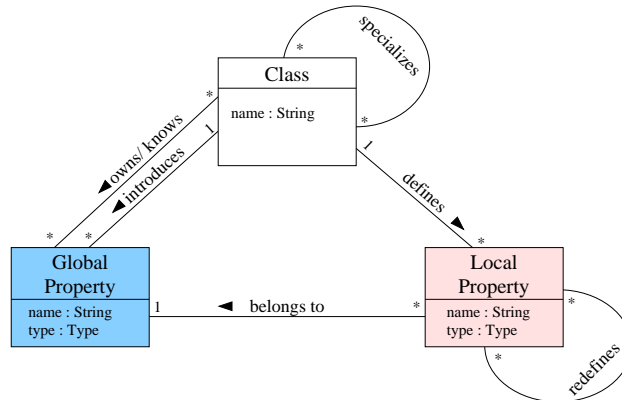 *
specializes
Class
*
name : String
1
*
1
owns/ knows
introduces
defines
*
*
*
Global
Property
name : String
type : Type
1
belongs to
*
Local
Property
name : String
type : Type
*
*
redefines